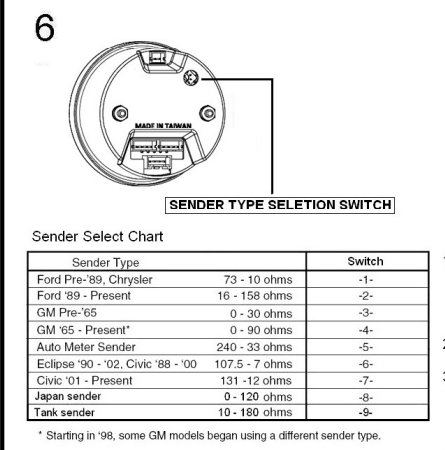 6
MADE IN TAIWAN
SENDER TYPE SELETION SWITCH
Sender Select Chart
Sender Type Switch
Ford Pre-'89, Chrysler 73 - 10 ohms -1-
Ford '89 - Present 16 - 158 ohms -2-
GM Pre-'65 0 - 30 ohms -3-
GM '65 - Present* 0 - 90 ohms -4-
Auto Meter Sender 240 - 33 ohms -5-
Eclipse '90 - '02, Civic '88 - '00 107.5 - 7 ohms -6-
Civic '01 - Present 131 -12 ohms -7-
Japan sender 0 - 120 ohms -8-
Tank sender 10 - 180 ohms -9-
* Starting in '98, some GM models began using a different sender type.